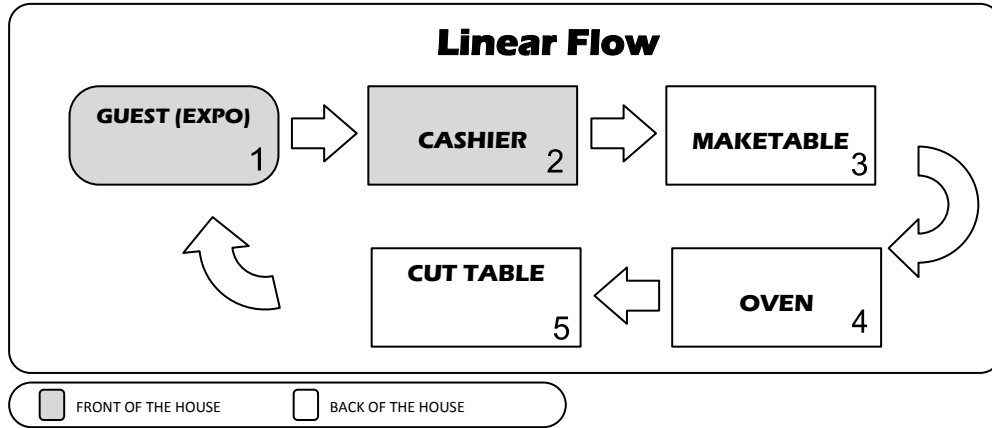 Linear Flow
GUEST (EXPO)
1
CASHIER
2
MAKETABLE
3
CUT TABLE
5
OVEN
4
FRONT OF THE HOUSE
BACK OF THE HOUSE